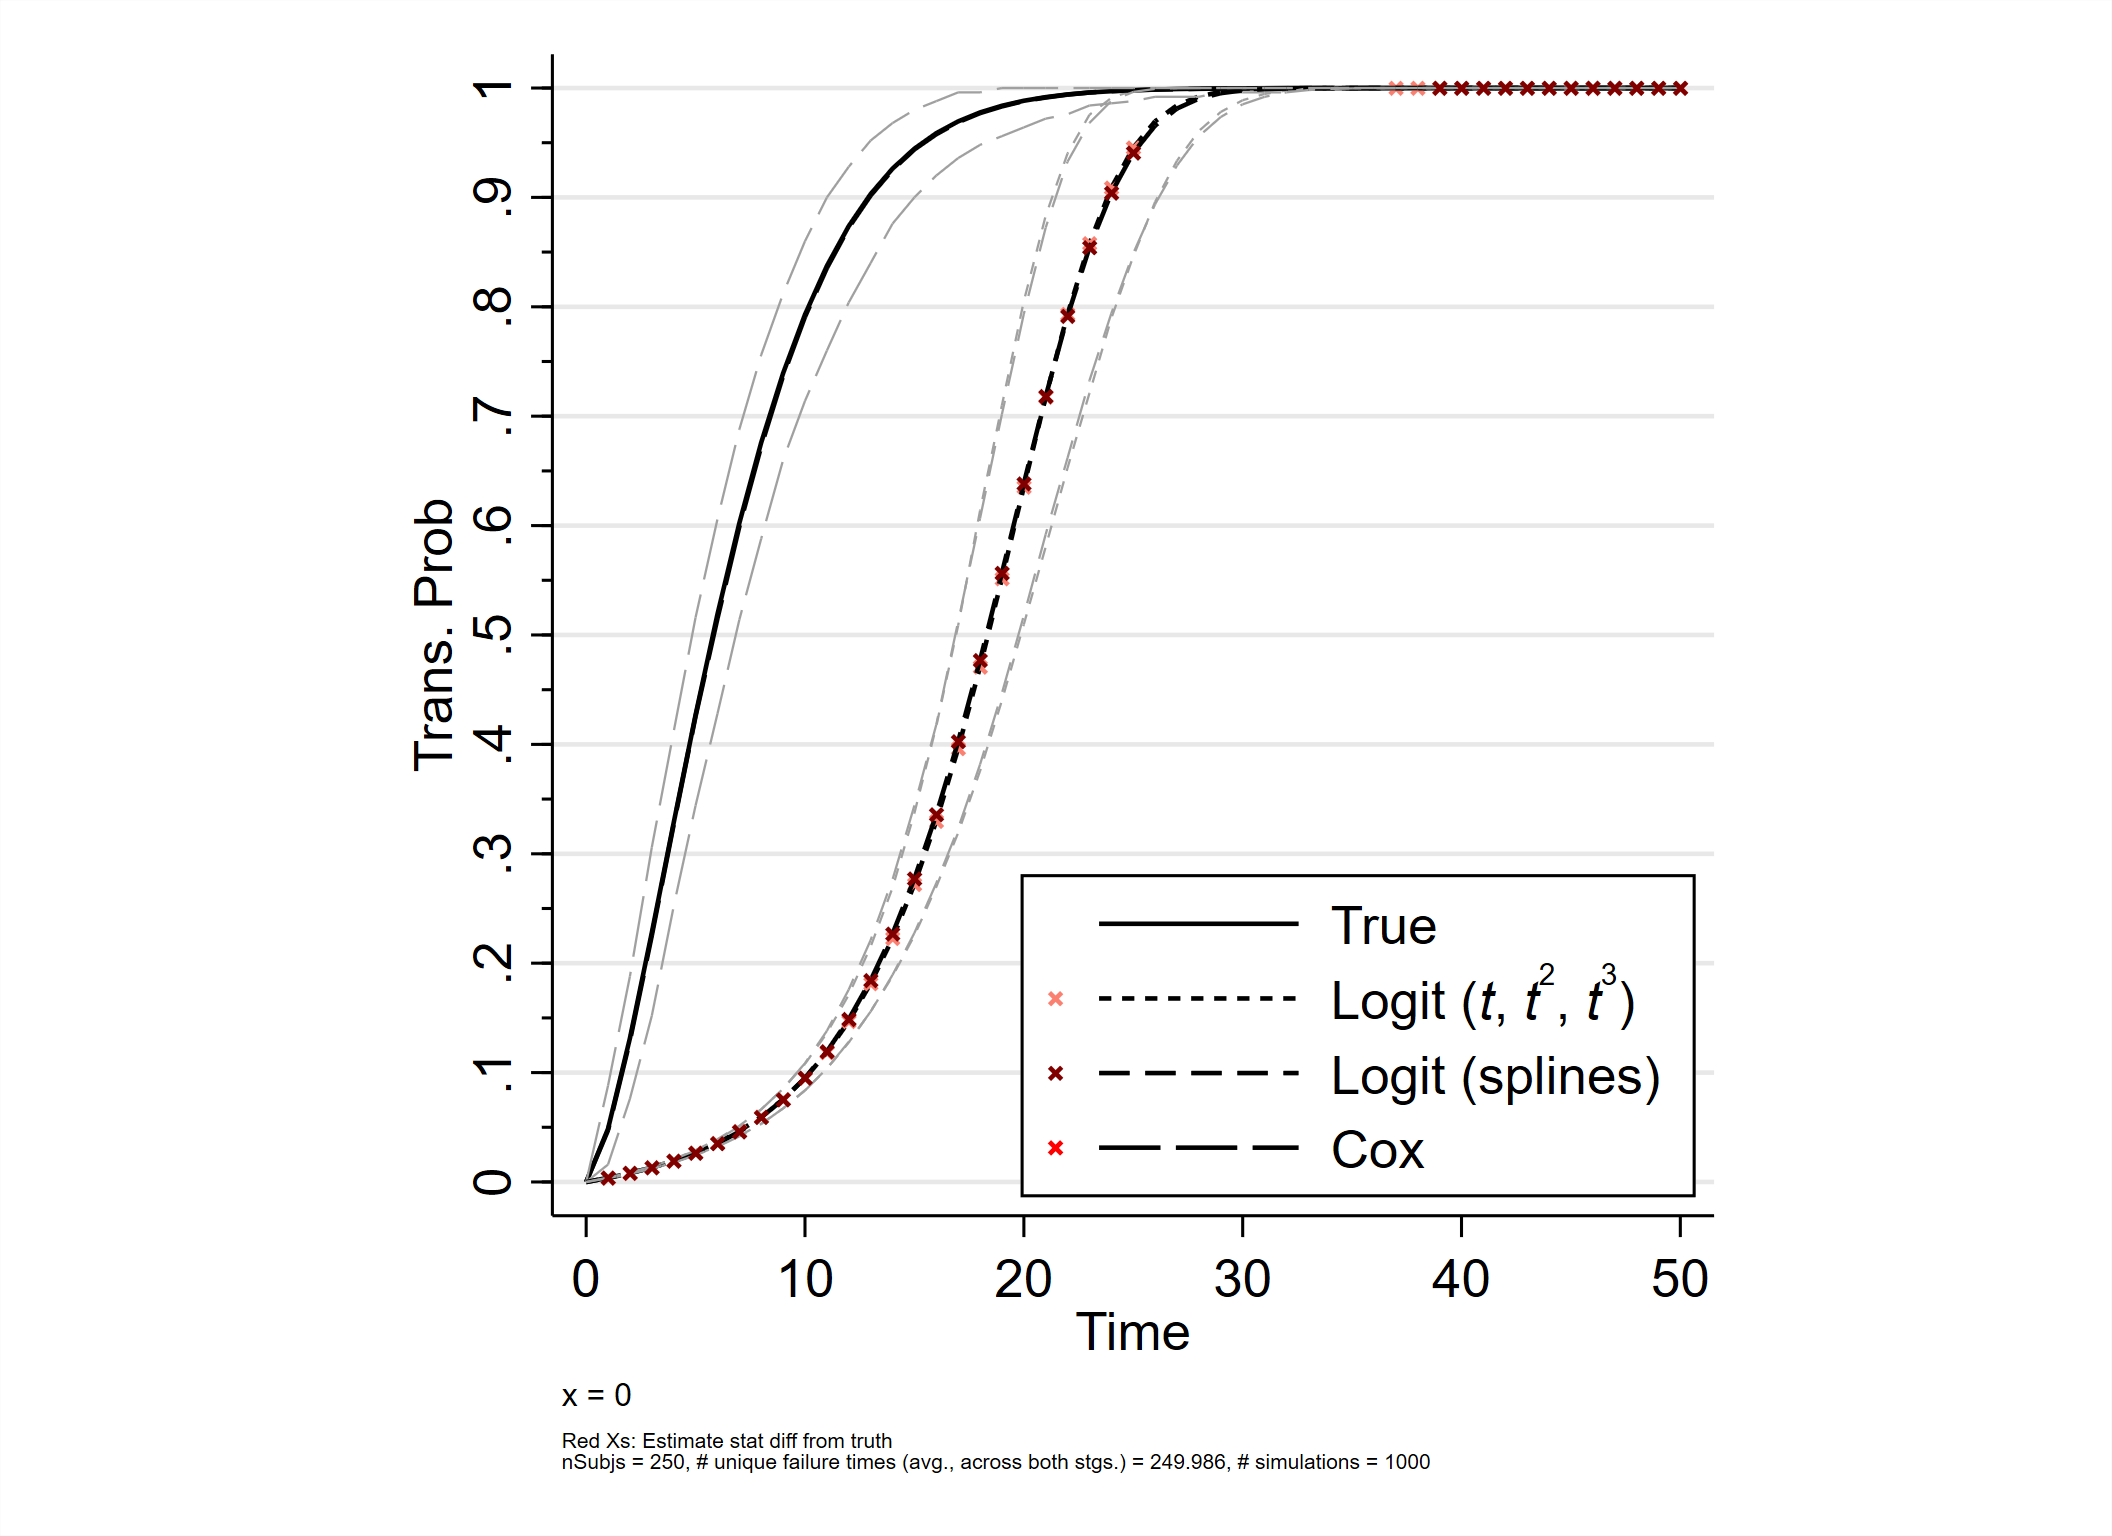 Trans. Prob
1
.9
.8
.7
.6
.5
.4
.3
.2
.1
0
True
Logit (t, t², t³)
Logit (splines)
Cox
0 10 20 30 40 50
Time
x = 0
Red Xs: Estimate stat diff from truth
nSubjs = 250, # unique failure times (avg., across both stgs.) = 249.986, # simulations = 1000